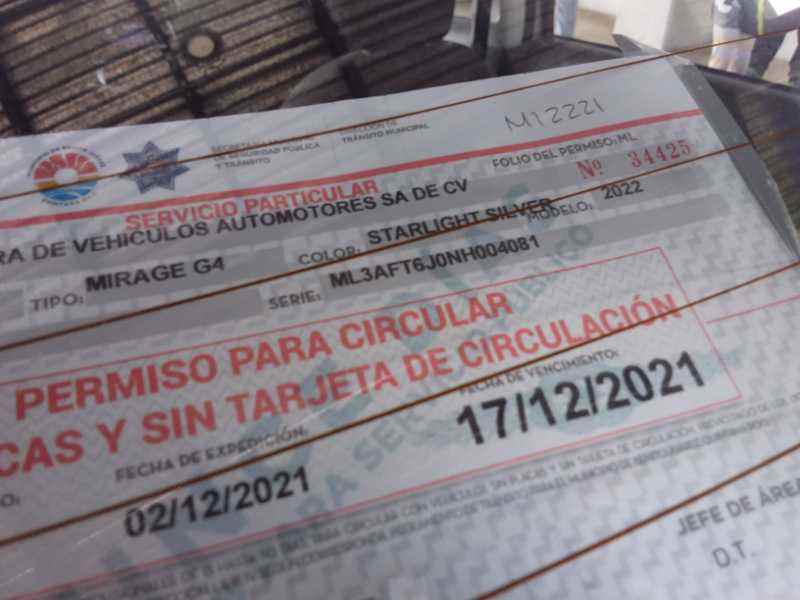 M12221
SECRETARÍA MUNICIPAL
DE SEGURIDAD PÚBLICA
Y TRÁNSITO
DIRECCIÓN DE
TRÁNSITO MUNICIPAL
FOLIO DEL PERMISO: ML
Nº 34425
SERVICIO PARTICULAR
RA DE VEHICULOS AUTOMOTORES SA DE CV
TIPO: MIRAGE G4 COLOR: STARLIGHT SILVER MODELO: 2022
SERIE: ML3AFT6J0NH004081
PERMISO PARA CIRCULAR
CAS Y SIN TARJETA DE CIRCULACIÓN
FECHA DE EXPEDICIÓN: FECHA DE VENCIMIENTO:
02/12/2021 17/12/2021
JEFE DE ÁREA
D.T.